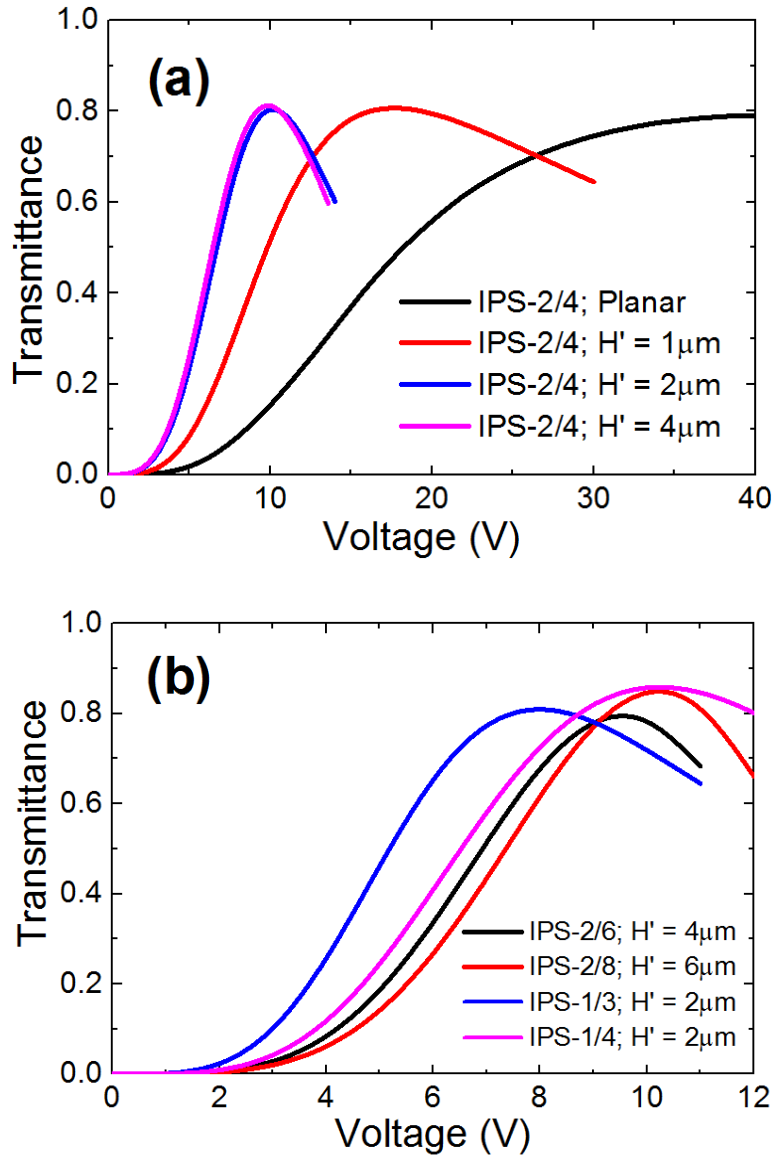 (a)
Transmittance
1.0
0.8
0.6
0.4
0.2
0.0
IPS-2/4; Planar
IPS-2/4; H' = 1μm
IPS-2/4; H' = 2μm
IPS-2/4; H' = 4μm
0 10 20 30 40
Voltage (V)
(b)
Transmittance
1.0
0.8
0.6
0.4
0.2
0.0
IPS-2/6; H' = 4μm
IPS-2/8; H' = 6μm
IPS-1/3; H' = 2μm
IPS-1/4; H' = 2μm
0 2 4 6 8 10 12
Voltage (V)